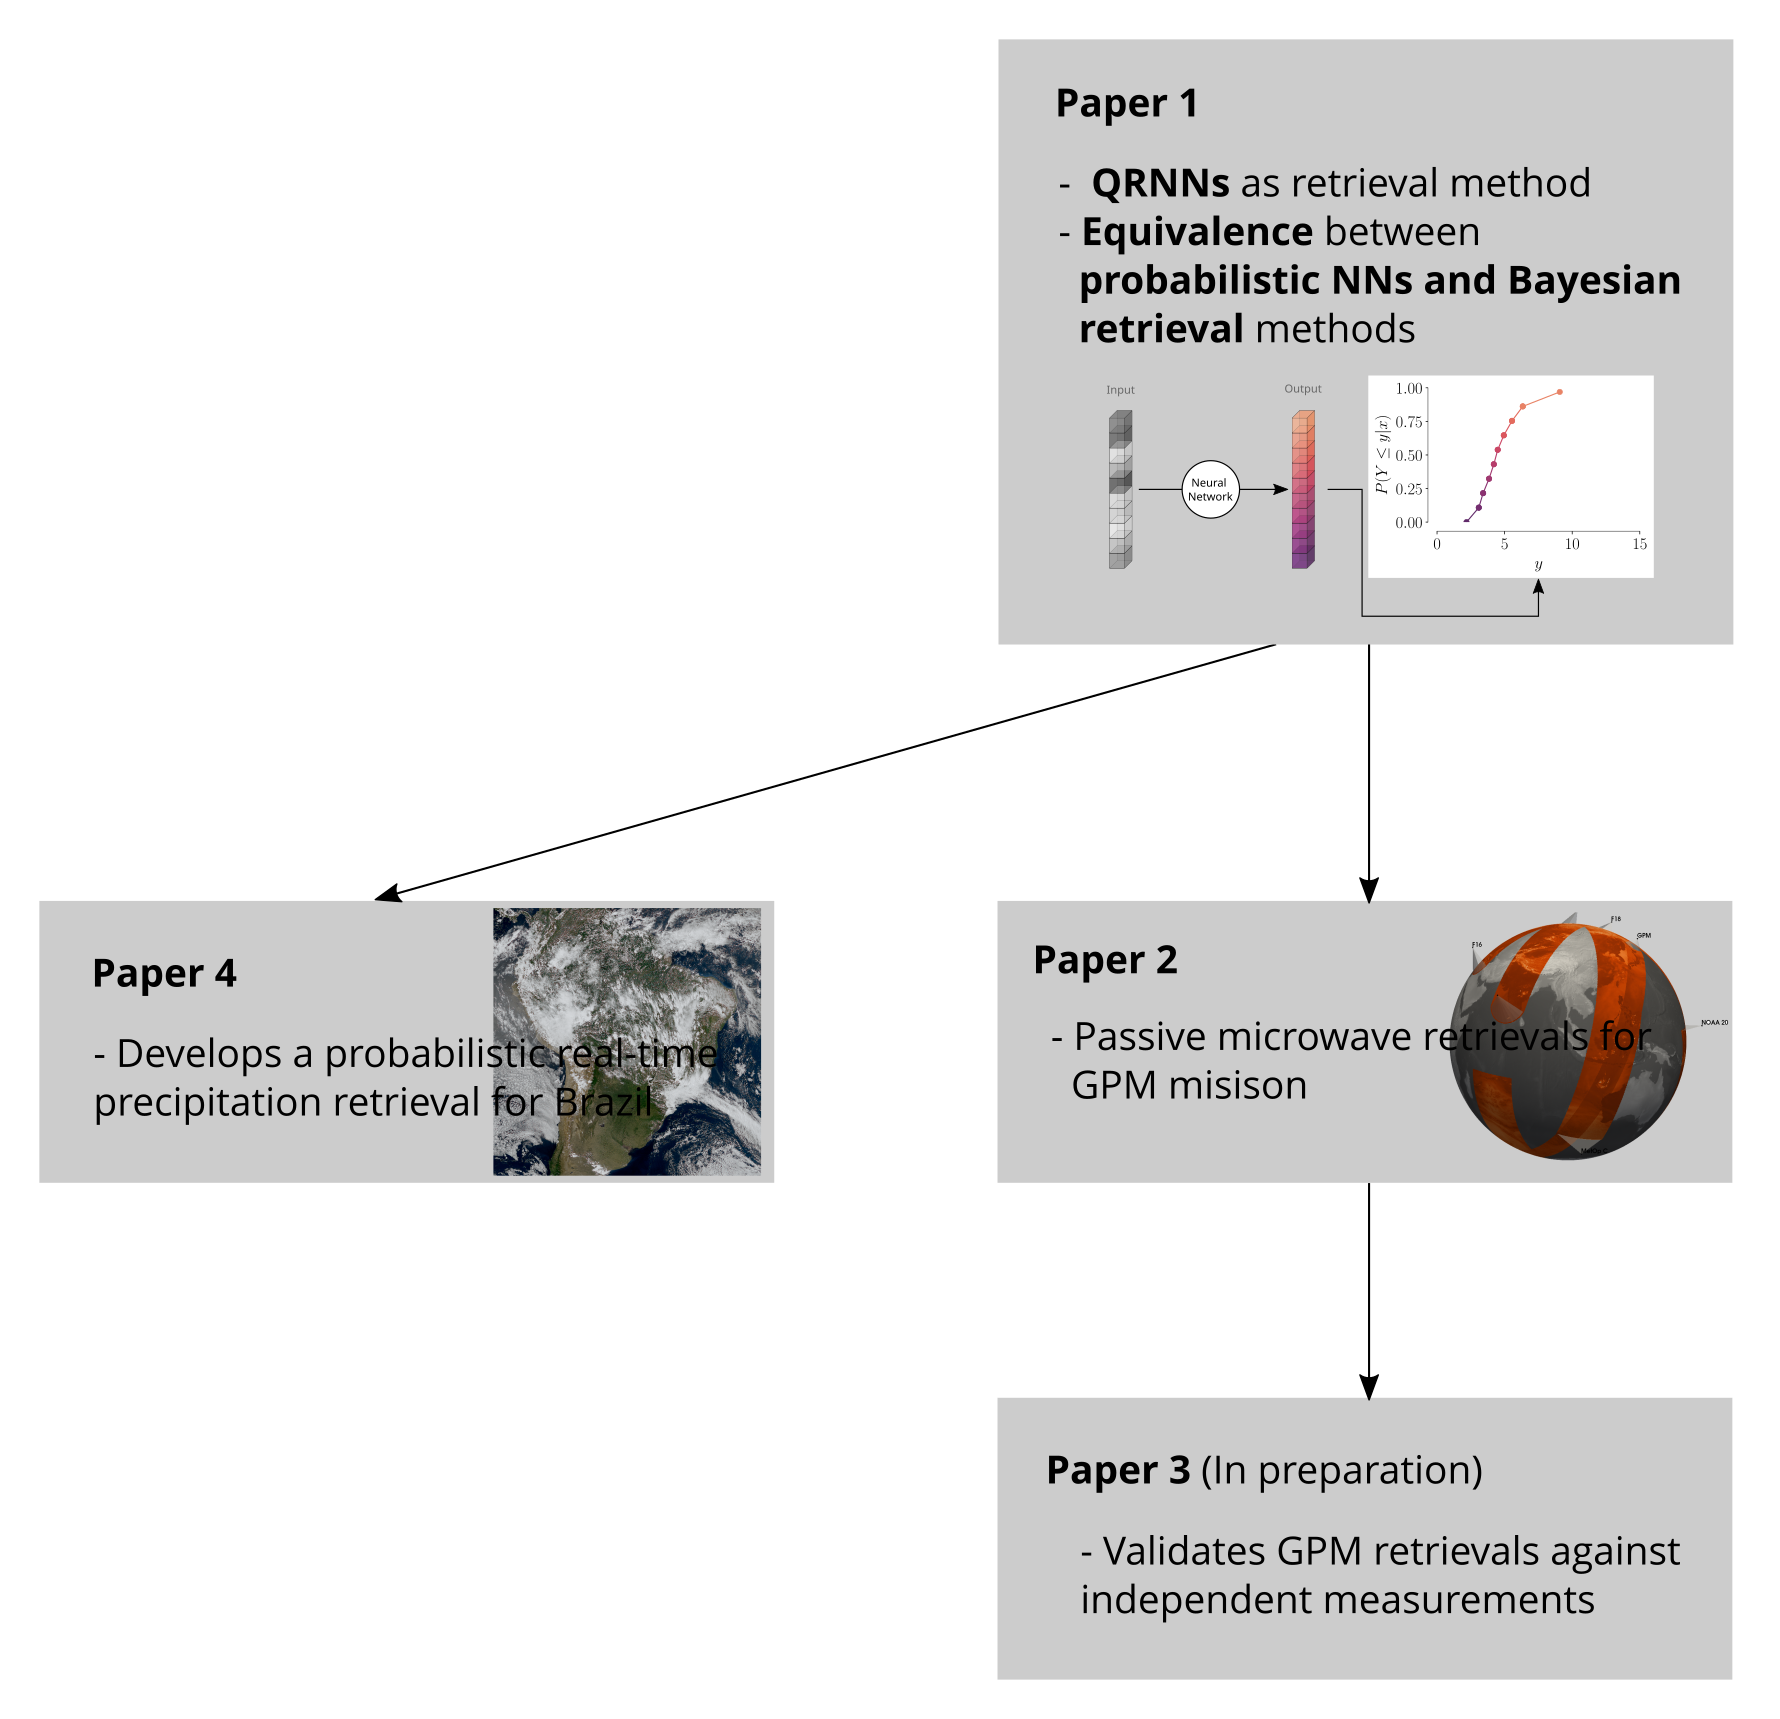 Paper 1
- QRNNs as retrieval method
- Equivalence between
probabilistic NNs and Bayesian
retrieval methods
Input
Output
Neural
Network
1.00
0.75
0.50
0.25
0.00
P(Y ≤ y|x)
0 5 10 15
y
Paper 4
- Develops a probabilistic real-time
precipitation retrieval for Brazil
Paper 2
- Passive microwave retrievals for
GPM misison
F16
F18
GPM
NOAA 20
Paper 3 (In preparation)
- Validates GPM retrievals against
independent measurements